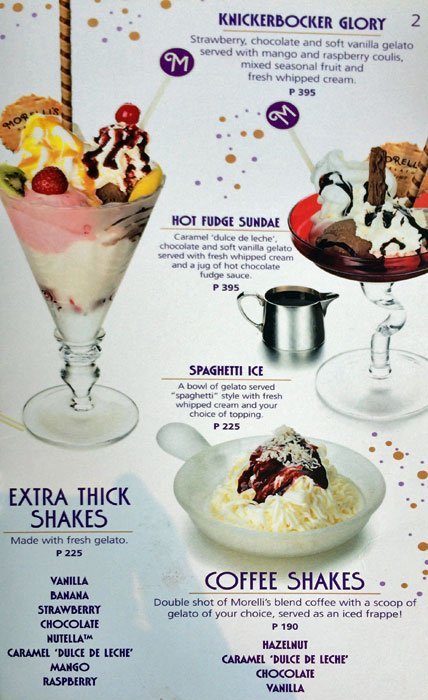 KNICKERBOCKER GLORY
2
Strawberry, chocolate and soft vanilla gelato
served with mango and raspberry coulis,
mixed seasonal fruit and
fresh whipped cream.
P 395
M
M
MORELLI'S
MORELLI
HOT FUDGE SUNDAE
Caramel 'dulce de leche',
chocolate and soft vanilla gelato
served with fresh whipped cream
and a jug of hot chocolate
fudge sauce.
P 395
SPAGHETTI ICE
A bowl of gelato served
"spaghetti" style with fresh
whipped cream and your
choice of topping.
P 225
EXTRA THICK
SHAKES
Made with fresh gelato.
P 225
VANILLA
BANANA
STRAWBERRY
CHOCOLATE
NUTELLA™
CARAMEL 'DULCE DE LECHE'
MANGO
RASPBERRY
COFFEE SHAKES
Double shot of Morelli's blend coffee with a scoop of
gelato of your choice, served as an iced frappe!
P 190
HAZELNUT
CARAMEL 'DULCE DE LECHE'
CHOCOLATE
VANILLA